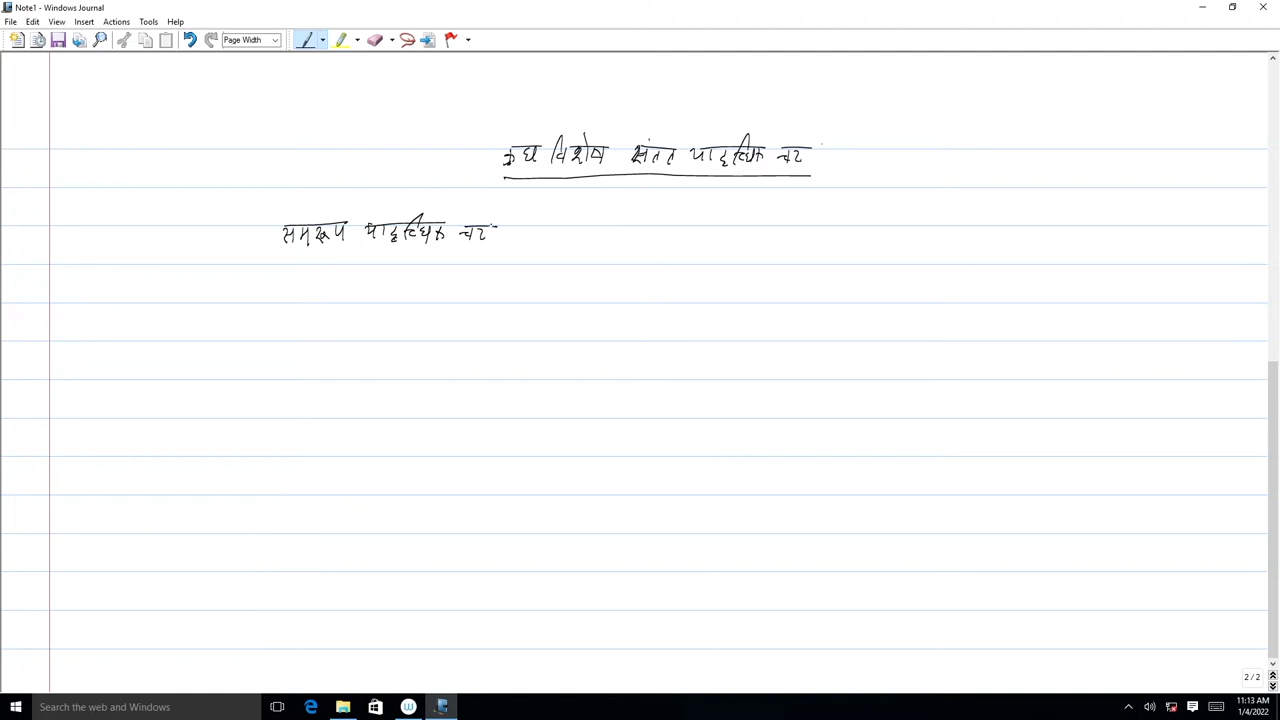 Note1 - Windows Journal
File Edit View Insert Actions Tools Help
Page Width
कुछ विशेष संतत यादृच्छिक चर
समरूप यादृच्छिक चर
2 / 2
Search the web and Windows
11:13 AM
1/4/2022